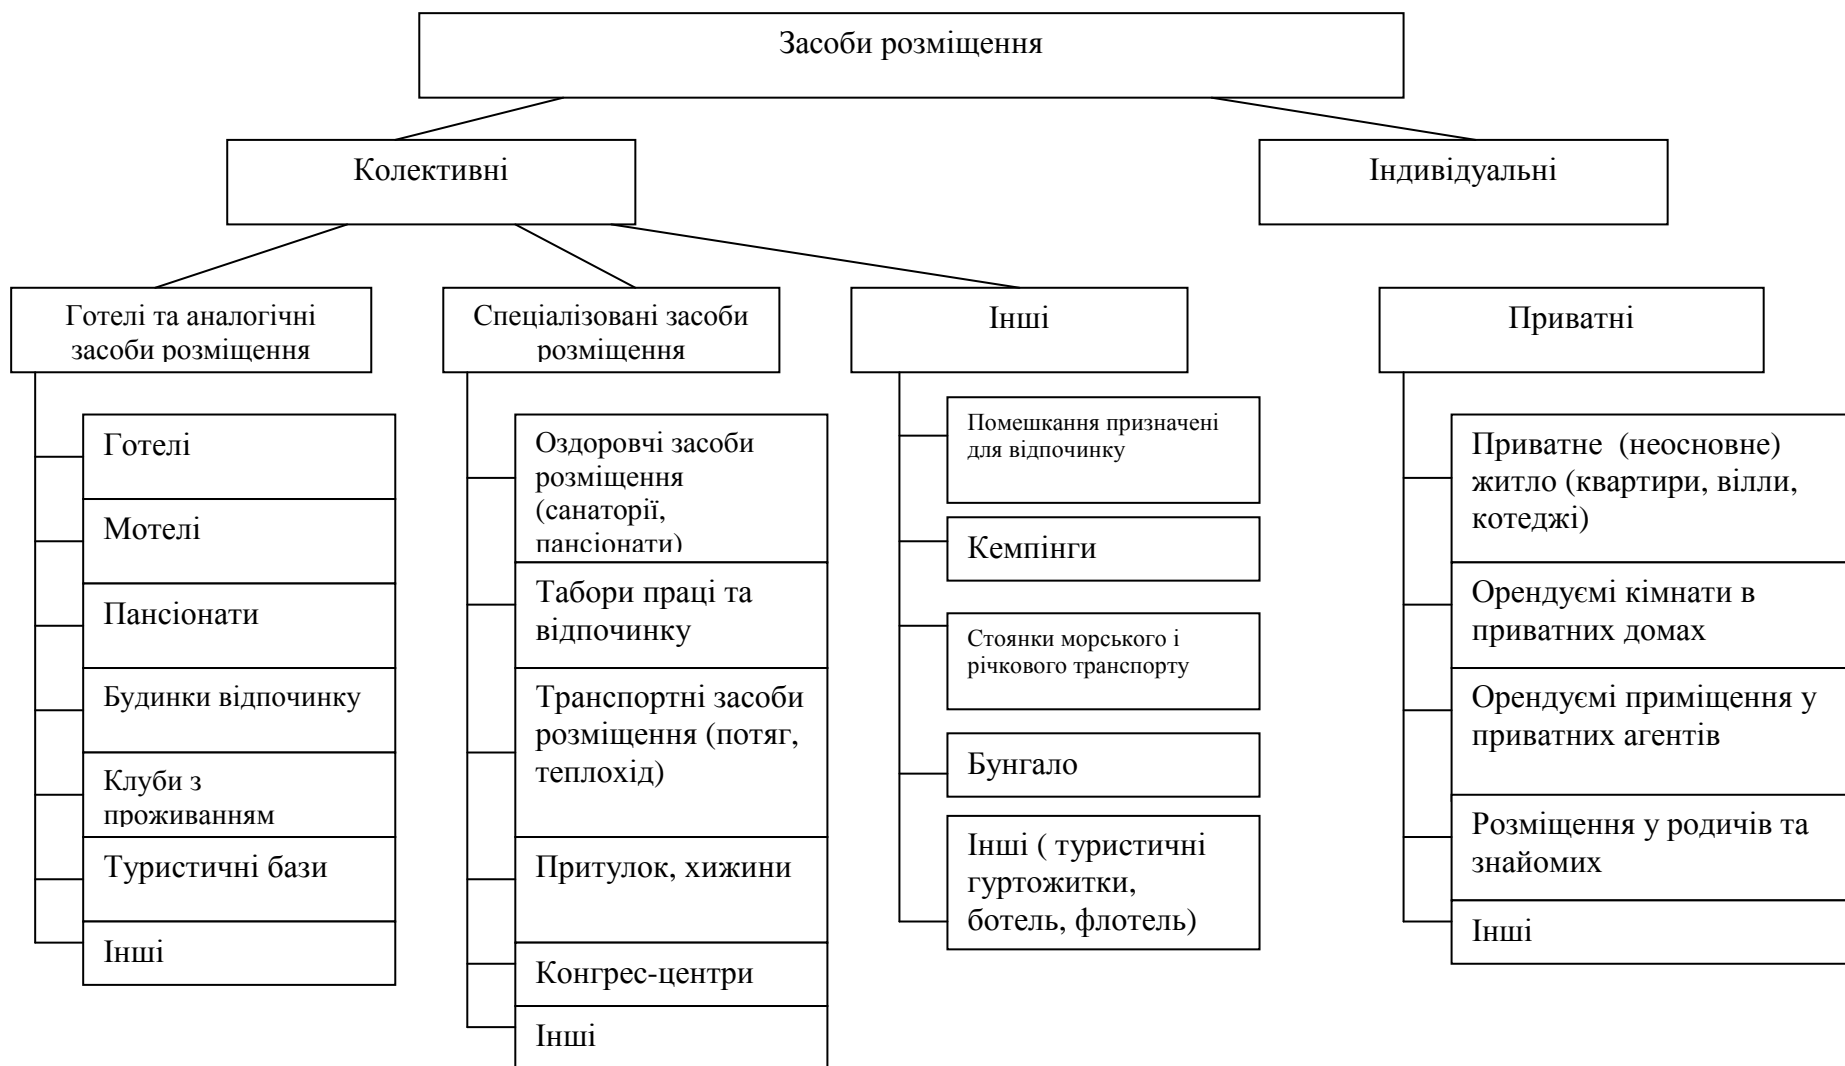 Засоби розміщення
Колективні
Індивідуальні
Готелі та аналогічні
засоби розміщення
Спеціалізовані засоби
розміщення
Інші
Приватні
Готелі
Мотелі
Пансіонати
Будинки відпочинку
Клуби з
проживанням
Туристичні бази
Інші
Оздоровчі засоби
розміщення
(санаторії,
пансіонати)
Табори праці та
відпочинку
Транспортні засоби
розміщення (потяг,
теплохід)
Притулок, хижини
Конгрес-центри
Інші
Помешкання призначені
для відпочинку
Кемпінги
Стоянки морського і
річкового транспорту
Бунгало
Інші ( туристичні
гуртожитки,
ботель, флотель)
Приватне (неосновне)
житло (квартири, вілли,
котеджі)
Орендуємі кімнати в
приватних домах
Орендуємі приміщення у
приватних агентів
Розміщення у родичів та
знайомих
Інші